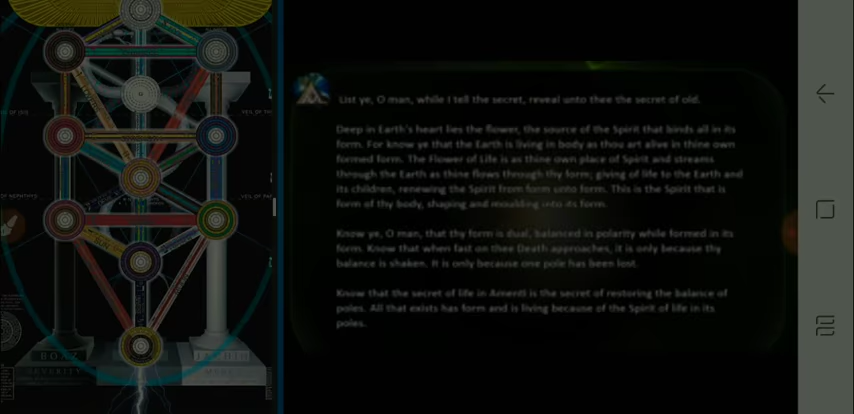 BOAZ
JACHIN
SEVERITY
List ye, O man, while I tell the secret, reveal unto thee the secret of old.
Deep in Earth's heart lies the flower, the source of the Spirit that binds all in its
form. For know ye that the Earth is living in body as thou art alive in thine own
formed form. The Flower of Life is as thine own place of Spirit and streams
through the Earth as thine flows through thy form; giving of life to the Earth and
its children, renewing the Spirit from form unto form. This is the Spirit that is
form of thy body, shaping and moulding unto its form.
Know ye, O man, that thy form is dual, balanced in polarity while formed in its
form. Know that when fast on thee Death approaches, it is only because thy
balance is shaken. It is only because one pole has been lost.
Know that the secret of life in Amenti is the secret of restoring the balance of
poles. All that exists has form and is living because of the Spirit of life in its
poles.